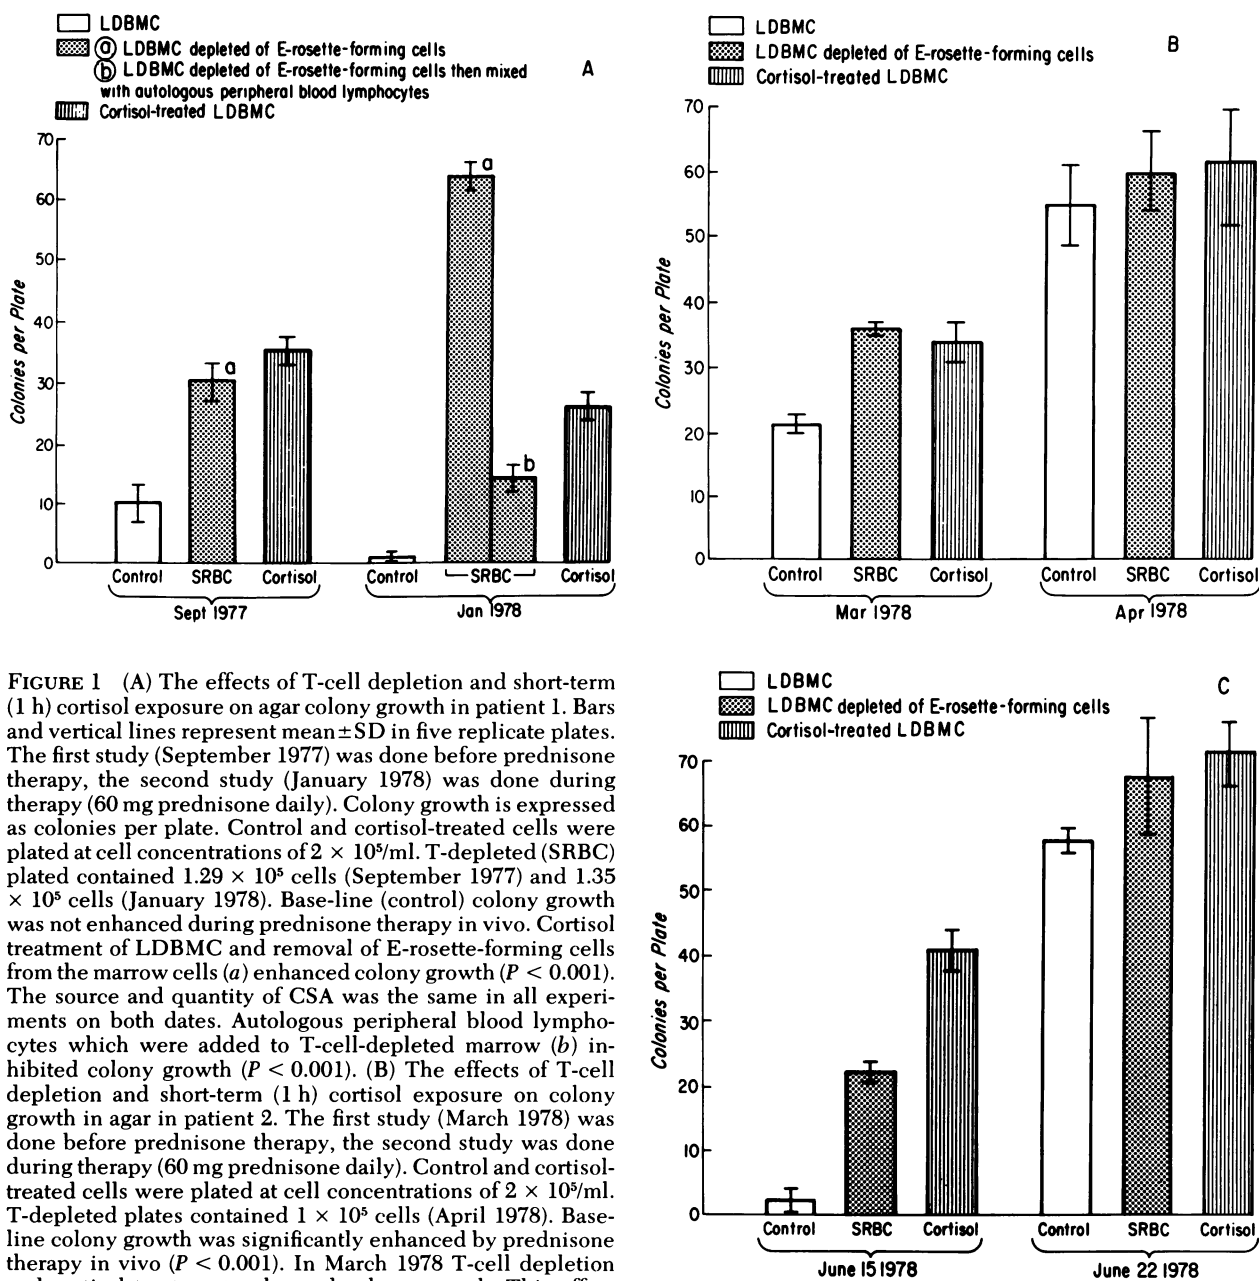 LDBMC
ⓐ LDBMC depleted of E-rosette-forming cells
ⓑ LDBMC depleted of E-rosette-forming cells then mixed
with autologous peripheral blood lymphocytes
Cortisol-treated LDBMC
A
70
60
50
40
30
20
10
0
Colonies per Plate
a
a
b
Control SRBC Cortisol Control SRBC Cortisol
Sept 1977 Jan 1978
LDBMC
LDBMC depleted of E-rosette-forming cells
Cortisol-treated LDBMC
B
70
60
50
40
30
20
10
0
Colonies per Plate
Control SRBC Cortisol Control SRBC Cortisol
Mar 1978 Apr 1978
FIGURE 1 (A) The effects of T-cell depletion and short-term
(1 h) cortisol exposure on agar colony growth in patient 1. Bars
and vertical lines represent mean±SD in five replicate plates.
The first study (September 1977) was done before prednisone
therapy, the second study (January 1978) was done during
therapy (60 mg prednisone daily). Colony growth is expressed
as colonies per plate. Control and cortisol-treated cells were
plated at cell concentrations of 2 × 10⁵/ml. T-depleted (SRBC)
plated contained 1.29 × 10⁵ cells (September 1977) and 1.35
× 10⁵ cells (January 1978). Base-line (control) colony growth
was not enhanced during prednisone therapy in vivo. Cortisol
treatment of LDBMC and removal of E-rosette-forming cells
from the marrow cells (a) enhanced colony growth (P < 0.001).
The source and quantity of CSA was the same in all experi-
ments on both dates. Autologous peripheral blood lympho-
cytes which were added to T-cell-depleted marrow (b) in-
hibited colony growth (P < 0.001). (B) The effects of T-cell
depletion and short-term (1 h) cortisol exposure on colony
growth in agar in patient 2. The first study (March 1978) was
done before prednisone therapy, the second study was done
during therapy (60 mg prednisone daily). Control and cortisol-
treated cells were plated at cell concentrations of 2 × 10⁵/ml.
T-depleted plates contained 1 × 10⁵ cells (April 1978). Base-
line colony growth was significantly enhanced by prednisone
therapy in vivo (P < 0.001). In March 1978 T-cell depletion
LDBMC
LDBMC depleted of E-rosette-forming cells
Cortisol-treated LDBMC
C
70
60
50
40
30
20
10
0
Colonies per Plate
Control SRBC Cortisol Control SRBC Cortisol
June 15 1978 June 22 1978